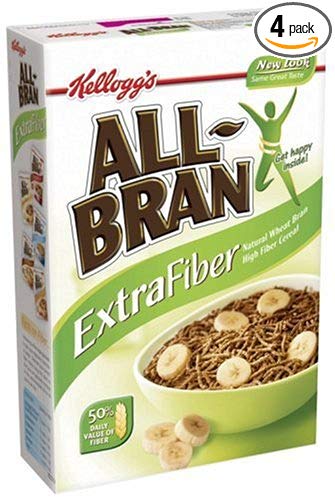 4
pack
Kellogg's
New Look
Same Great Taste
ALL-
BRAN
Get happy
inside!
ExtraFiber
Natural Wheat Bran
High Fiber Cereal
50%
DAILY
VALUE OF
FIBER
ExtraFiber